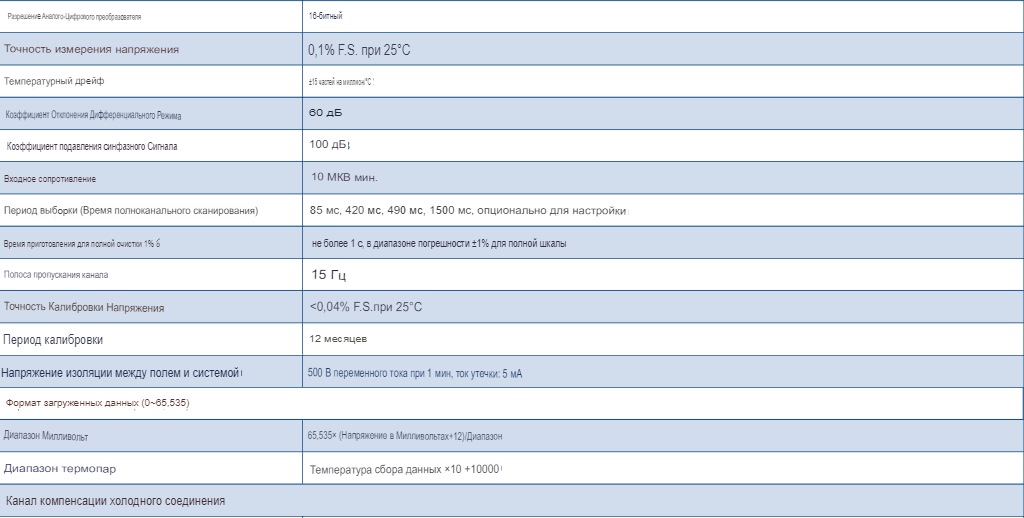 Разрешение Аналого-Цифрового преобразователя
16-битный
Точность измерения напряжения
0,1% F.S. при 25°C
Температурный дрейф
±15 частей на миллион/°C
Коэффициент Отклонения Дифференциального Режима
60 дБ
Коэффициент подавления синфазного Сигнала
100 дБ
Входное сопротивление
10 МКВ мин.
Период выборки (Время полноканального сканирования)
85 мс, 420 мс, 490 мс, 1500 мс, опционально для настройки
Время приготовления для полной очистки 1%
не более 1 с, в диапазоне погрешности ±1% для полной шкалы
Полоса пропускания канала
15 Гц
Точность Калибровки Напряжения
<0,04% F.S.при 25°C
Период калибровки
12 месяцев
Напряжение изоляции между полем и системой
500 В переменного тока при 1 мин, ток утечки: 5 мА
Формат загруженных данных (0~65,535)
Диапазон Милливольт
65,535× (Напряжение в Милливольтах+12)/Диапазон
Диапазон термопар
Температура сбора данных ×10 +10000
Канал компенсации холодного соединения